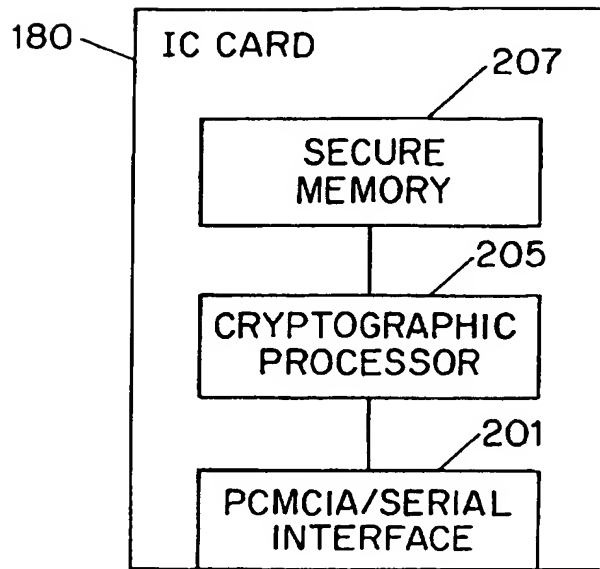 180
IC CARD
207
SECURE
MEMORY
205
CRYPTOGRAPHIC
PROCESSOR
201
PCMCIA/SERIAL
INTERFACE